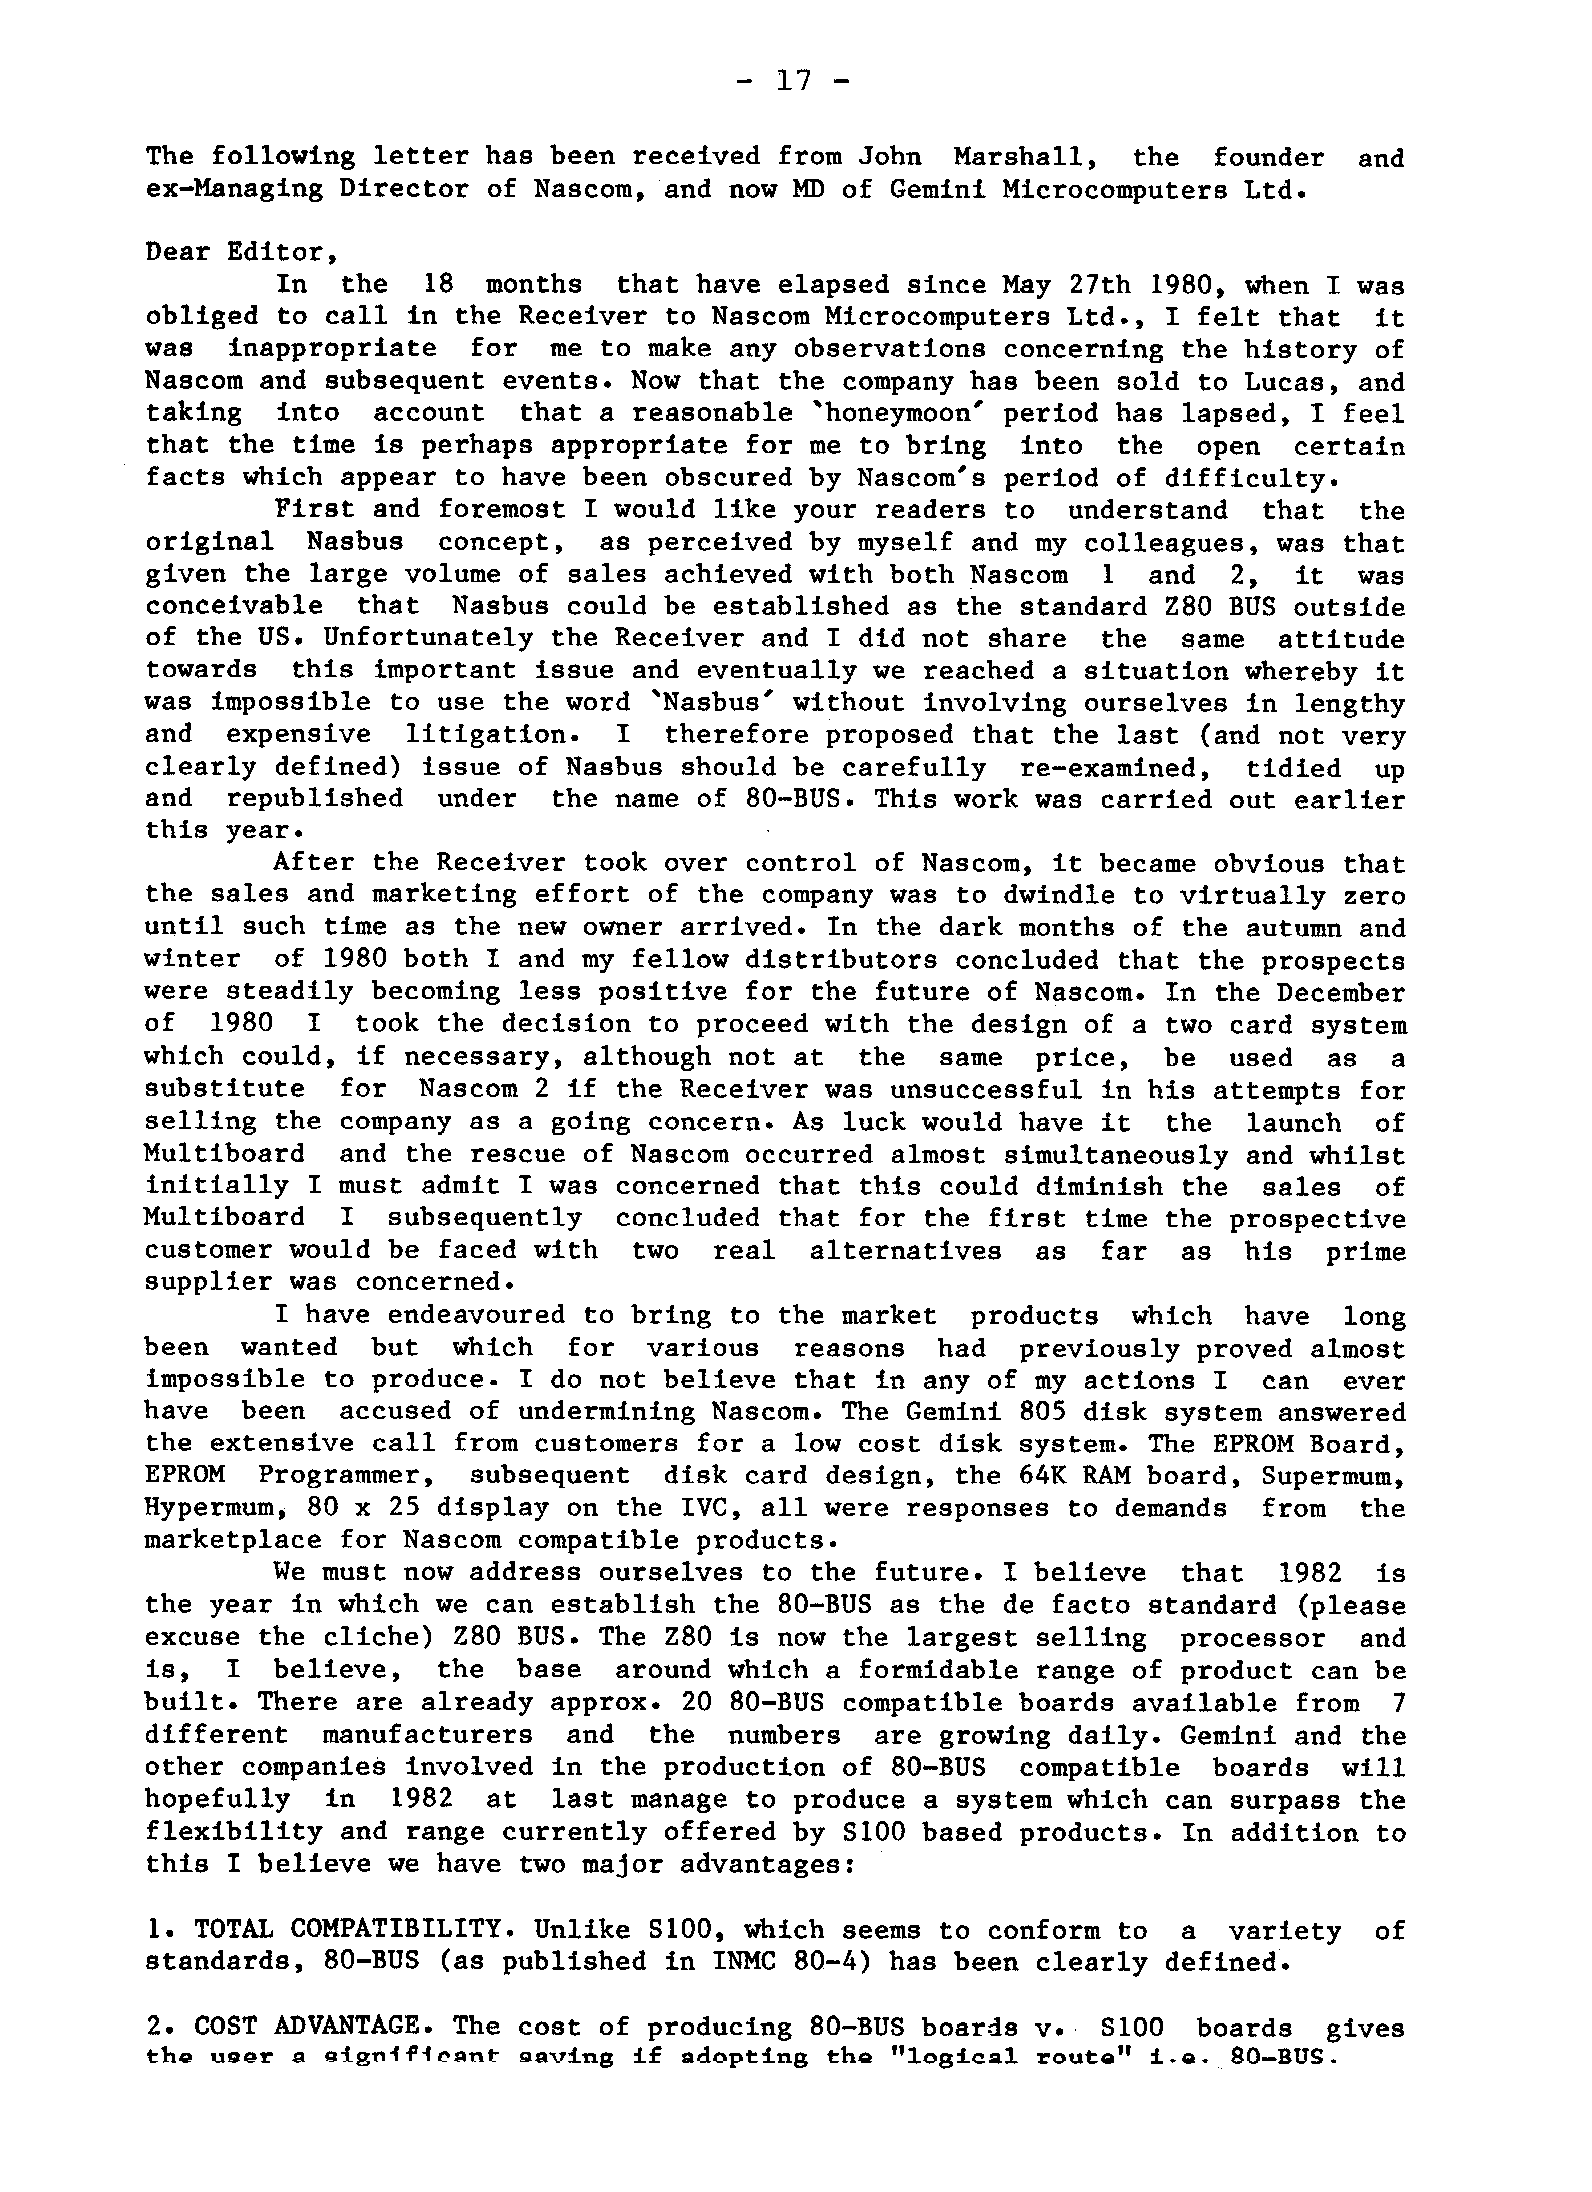 - 17 -
The following letter has been received from John Marshall, the founder and
ex-Managing Director of Nascom, and now MD of Gemini Microcomputers Ltd.
Dear Editor,
In the 18 months that have elapsed since May 27th 1980, when I was
obliged to call in the Receiver to Nascom Microcomputers Ltd., I felt that it
was inappropriate for me to make any observations concerning the history of
Nascom and subsequent events. Now that the company has been sold to Lucas, and
taking into account that a reasonable `honeymoon' period has lapsed, I feel
that the time is perhaps appropriate for me to bring into the open certain
facts which appear to have been obscured by Nascom's period of difficulty.
First and foremost I would like your readers to understand that the
original Nasbus concept, as perceived by myself and my colleagues, was that
given the large volume of sales achieved with both Nascom 1 and 2, it was
conceivable that Nasbus could be established as the standard Z80 BUS outside
of the US. Unfortunately the Receiver and I did not share the same attitude
towards this important issue and eventually we reached a situation whereby it
was impossible to use the word `Nasbus' without involving ourselves in lengthy
and expensive litigation. I therefore proposed that the last (and not very
clearly defined) issue of Nasbus should be carefully re-examined, tidied up
and republished under the name of 80-BUS. This work was carried out earlier
this year.
After the Receiver took over control of Nascom, it became obvious that
the sales and marketing effort of the company was to dwindle to virtually zero
until such time as the new owner arrived. In the dark months of the autumn and
winter of 1980 both I and my fellow distributors concluded that the prospects
were steadily becoming less positive for the future of Nascom. In the December
of 1980 I took the decision to proceed with the design of a two card system
which could, if necessary, although not at the same price, be used as a
substitute for Nascom 2 if the Receiver was unsuccessful in his attempts for
selling the company as a going concern. As luck would have it the launch of
Multiboard and the rescue of Nascom occurred almost simultaneously and whilst
initially I must admit I was concerned that this could diminish the sales of
Multiboard I subsequently concluded that for the first time the prospective
customer would be faced with two real alternatives as far as his prime
supplier was concerned.
I have endeavoured to bring to the market products which have long
been wanted but which for various reasons had previously proved almost
impossible to produce. I do not believe that in any of my actions I can ever
have been accused of undermining Nascom. The Gemini 805 disk system answered
the extensive call from customers for a low cost disk system. The EPROM Board,
EPROM Programmer, subsequent disk card design, the 64K RAM board, Supermum,
Hypermum, 80 x 25 display on the IVC, all were responses to demands from the
marketplace for Nascom compatible products.
We must now address ourselves to the future. I believe that 1982 is
the year in which we can establish the 80-BUS as the de facto standard (please
excuse the cliche) Z80 BUS. The Z80 is now the largest selling processor and
is, I believe, the base around which a formidable range of product can be
built. There are already approx. 20 80-BUS compatible boards available from 7
different manufacturers and the numbers are growing daily. Gemini and the
other companies involved in the production of 80-BUS compatible boards will
hopefully in 1982 at last manage to produce a system which can surpass the
flexibility and range currently offered by S100 based products. In addition to
this I believe we have two major advantages:
1. TOTAL COMPATIBILITY. Unlike S100, which seems to conform to a variety of
standards, 80-BUS (as published in INMC 80-4) has been clearly defined.
2. COST ADVANTAGE. The cost of producing 80-BUS boards v. S100 boards gives
the user a significant saving if adopting the "logical route" i.e. 80-BUS.